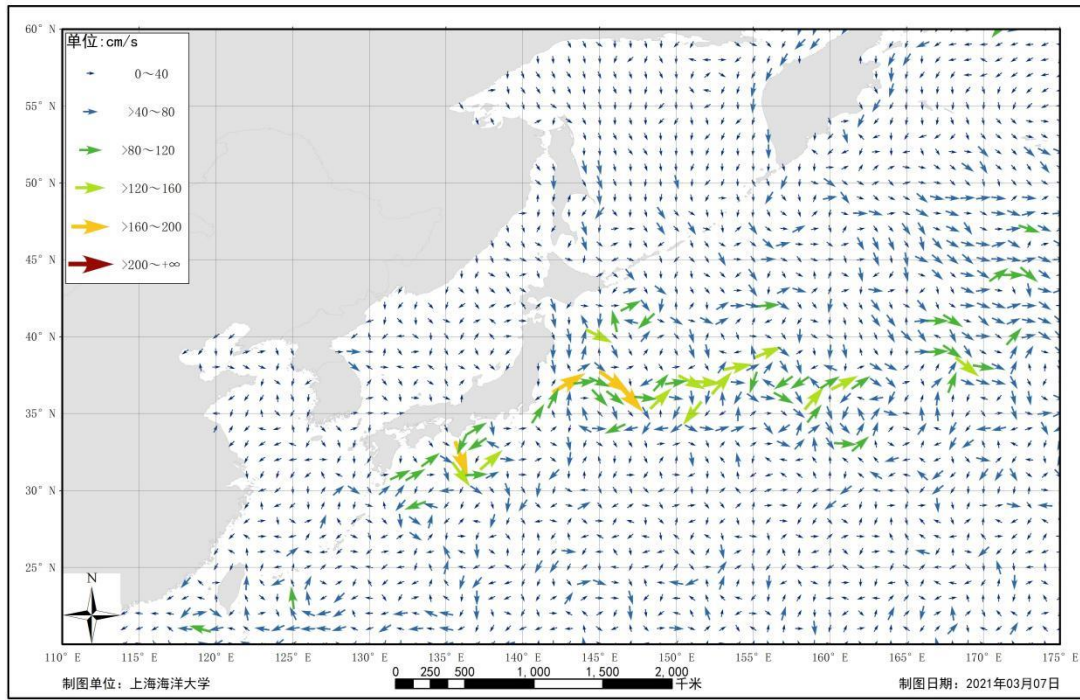 60° N
55° N
50° N
45° N
40° N
35° N
30° N
25° N
单位:cm/s
0～40
>40～80
>80～120
>120～160
>160～200
>200～+∞
N
110° E 115° E 120° E 125° E 130° E 135° E 140° E 145° E 150° E 155° E 160° E 165° E 170° E 175° E
制图单位: 上海海洋大学
0 250 500 1,000 1,500 2,000
千米
制图日期: 2021年03月07日